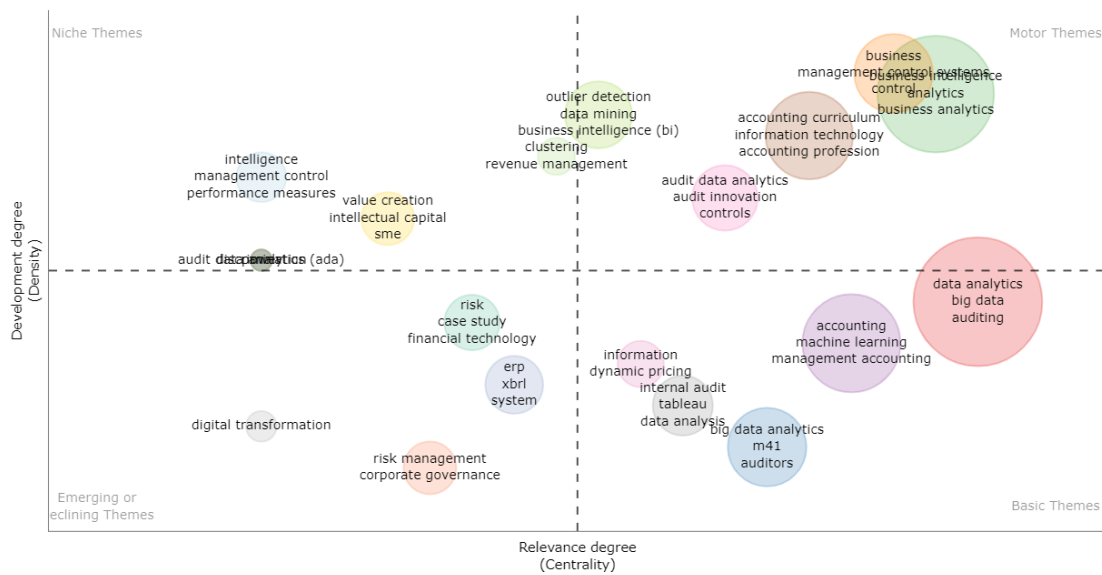 Niche Themes
Motor Themes
business
management control systems
control
business intelligence
analytics
business analytics
outlier detection
data mining
business intelligence (bi)
clustering
revenue management
accounting curriculum
information technology
accounting profession
intelligence
management control
performance measures
audit data analytics
audit innovation
controls
value creation
intellectual capital
sme
audit data analytics (ada)
Development degree
(Density)
data analytics
big data
auditing
risk
case study
financial technology
accounting
machine learning
management accounting
information
dynamic pricing
erp
xbrl
system
internal audit
tableau
data analysis
digital transformation
big data analytics
m41
auditors
risk management
corporate governance
Emerging or
eclining Themes
Basic Themes
Relevance degree
(Centrality)